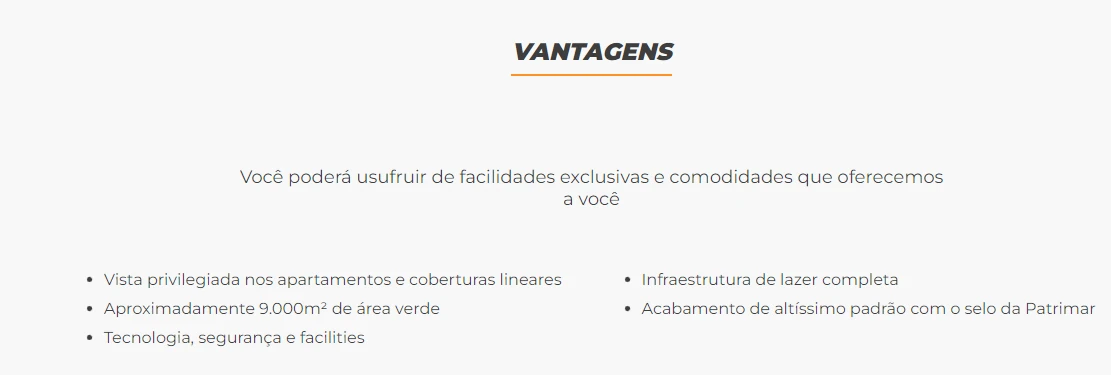 VANTAGENS
Você poderá usufruir de facilidades exclusivas e comodidades que oferecemos
a você
• Vista privilegiada nos apartamentos e coberturas lineares
• Aproximadamente 9.000m² de área verde
• Tecnologia, segurança e facilities
• Infraestrutura de lazer completa
• Acabamento de altíssimo padrão com o selo da Patrimar